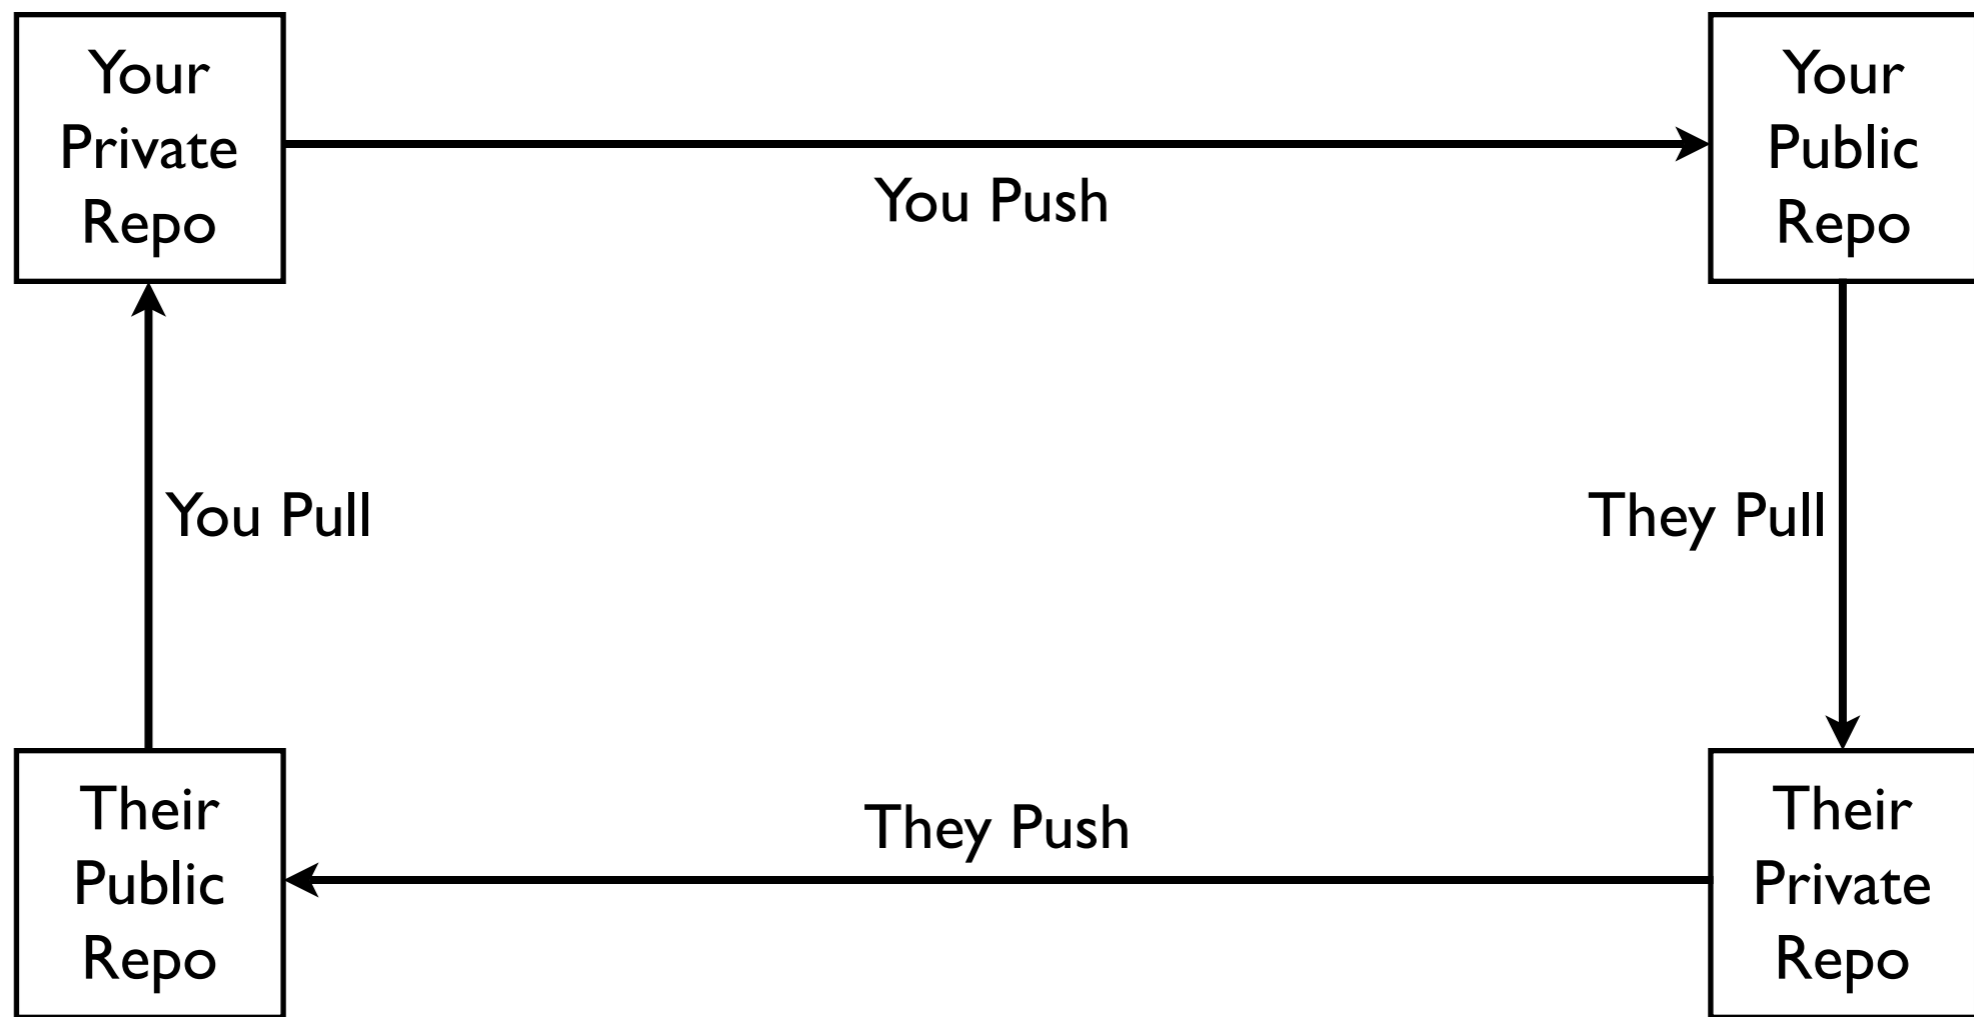 Your
Private
Repo
You Push
Your
Public
Repo
You Pull
They Pull
Their
Public
Repo
They Push
Their
Private
Repo